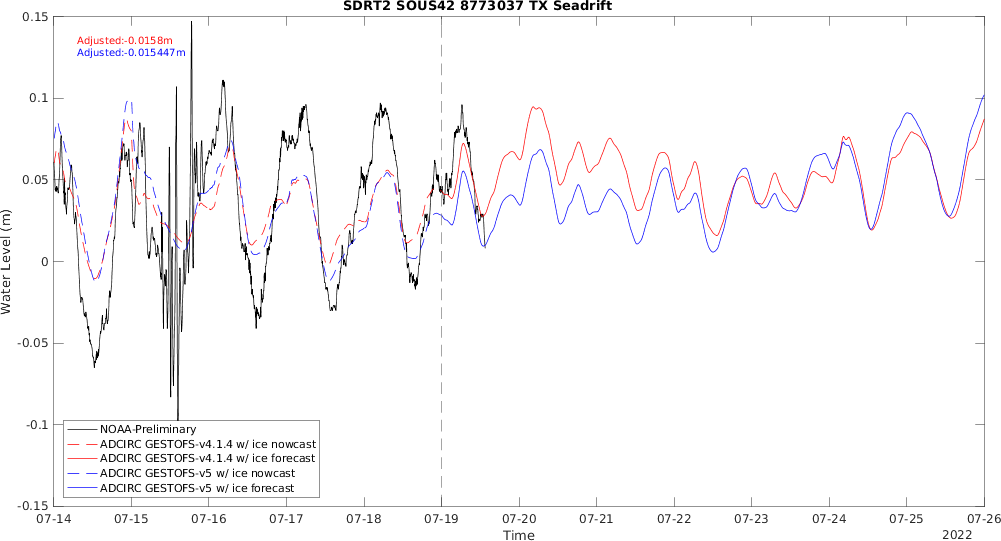 SDRT2 SOUS42 8773037 TX Seadrift
Adjusted:-0.0158m
Adjusted:-0.015447m
0.15
0.1
0.05
0
-0.05
-0.1
-0.15
Water Level (m)
NOAA-Preliminary
ADCIRC GESTOFS-v4.1.4 w/ ice nowcast
ADCIRC GESTOFS-v4.1.4 w/ ice forecast
ADCIRC GESTOFS-v5 w/ ice nowcast
ADCIRC GESTOFS-v5 w/ ice forecast
07-14 07-15 07-16 07-17 07-18 07-19 07-20 07-21 07-22 07-23 07-24 07-25 07-26
Time
2022